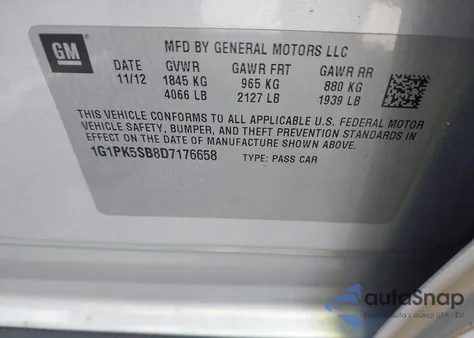 GM
MFD BY GENERAL MOTORS LLC
DATE GVWR GAWR FRT GAWR RR
11/12 1845 KG 965 KG 880 KG
4066 LB 2127 LB 1939 LB
THIS VEHICLE CONFORMS TO ALL APPLICABLE U.S. FEDERAL MOTOR
VEHICLE SAFETY, BUMPER, AND THEFT PREVENTION STANDARDS IN
EFFECT ON THE DATE OF MANUFACTURE SHOWN ABOVE.
1G1PK5SB8D7176658 TYPE: PASS CAR
autoSnap